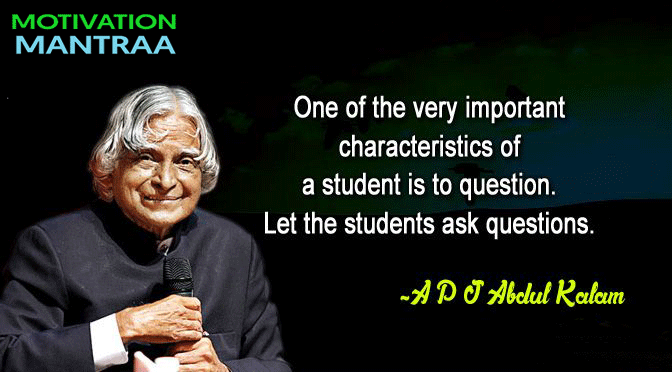 MOTIVATION
MANTRAA
One of the very important
characteristics of
a student is to question.
Let the students ask questions.
~A P J Abdul Kalam